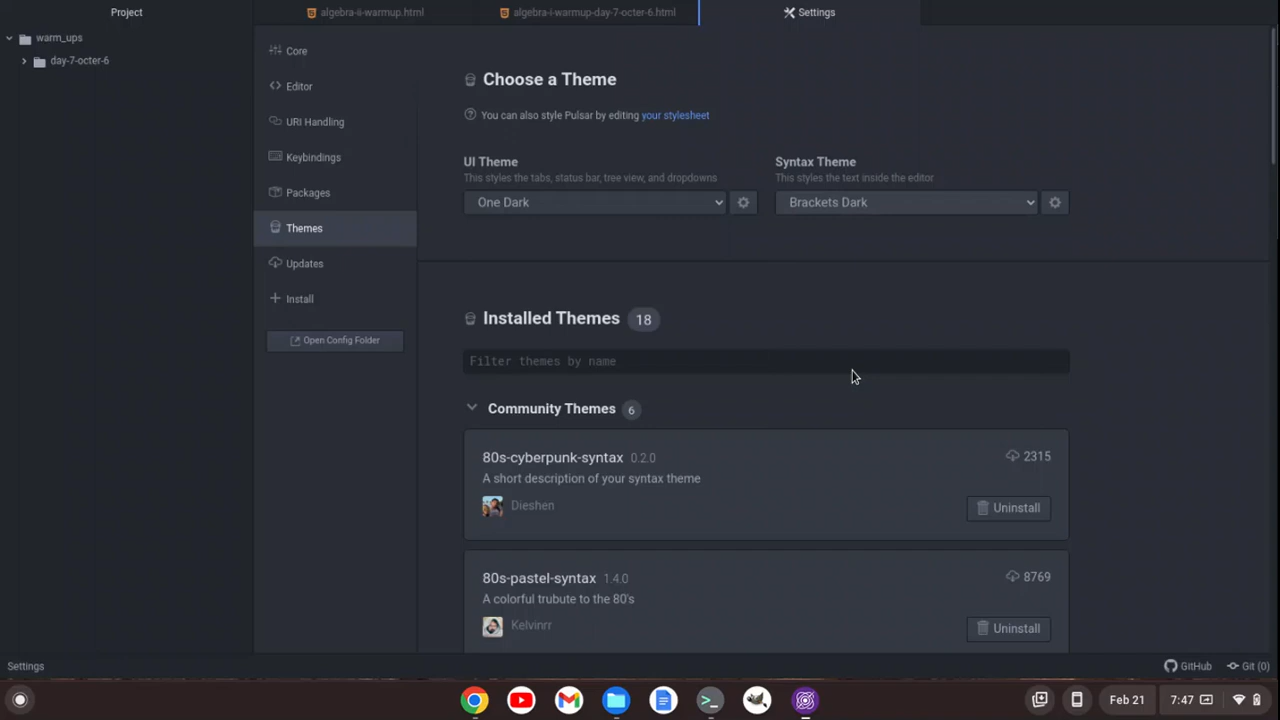 Project
algebra-ii-warmup.html
algebra-i-warmup-day-7-octer-6.html
Settings
warm_ups
day-7-octer-6
Core
Editor
URI Handling
Keybindings
Packages
Themes
Updates
Install
Open Config Folder
Choose a Theme
You can also style Pulsar by editing your stylesheet
UI Theme
This styles the tabs, status bar, tree view, and dropdowns
One Dark
Syntax Theme
This styles the text inside the editor
Brackets Dark
Installed Themes 18
Filter themes by name
Community Themes 6
80s-cyberpunk-syntax 0.2.0
2315
A short description of your syntax theme
Dieshen
Uninstall
80s-pastel-syntax 1.4.0
8769
A colorful trubute to the 80's
Kelvinrr
Uninstall
Settings
GitHub
Git (0)
Feb 21
7:47